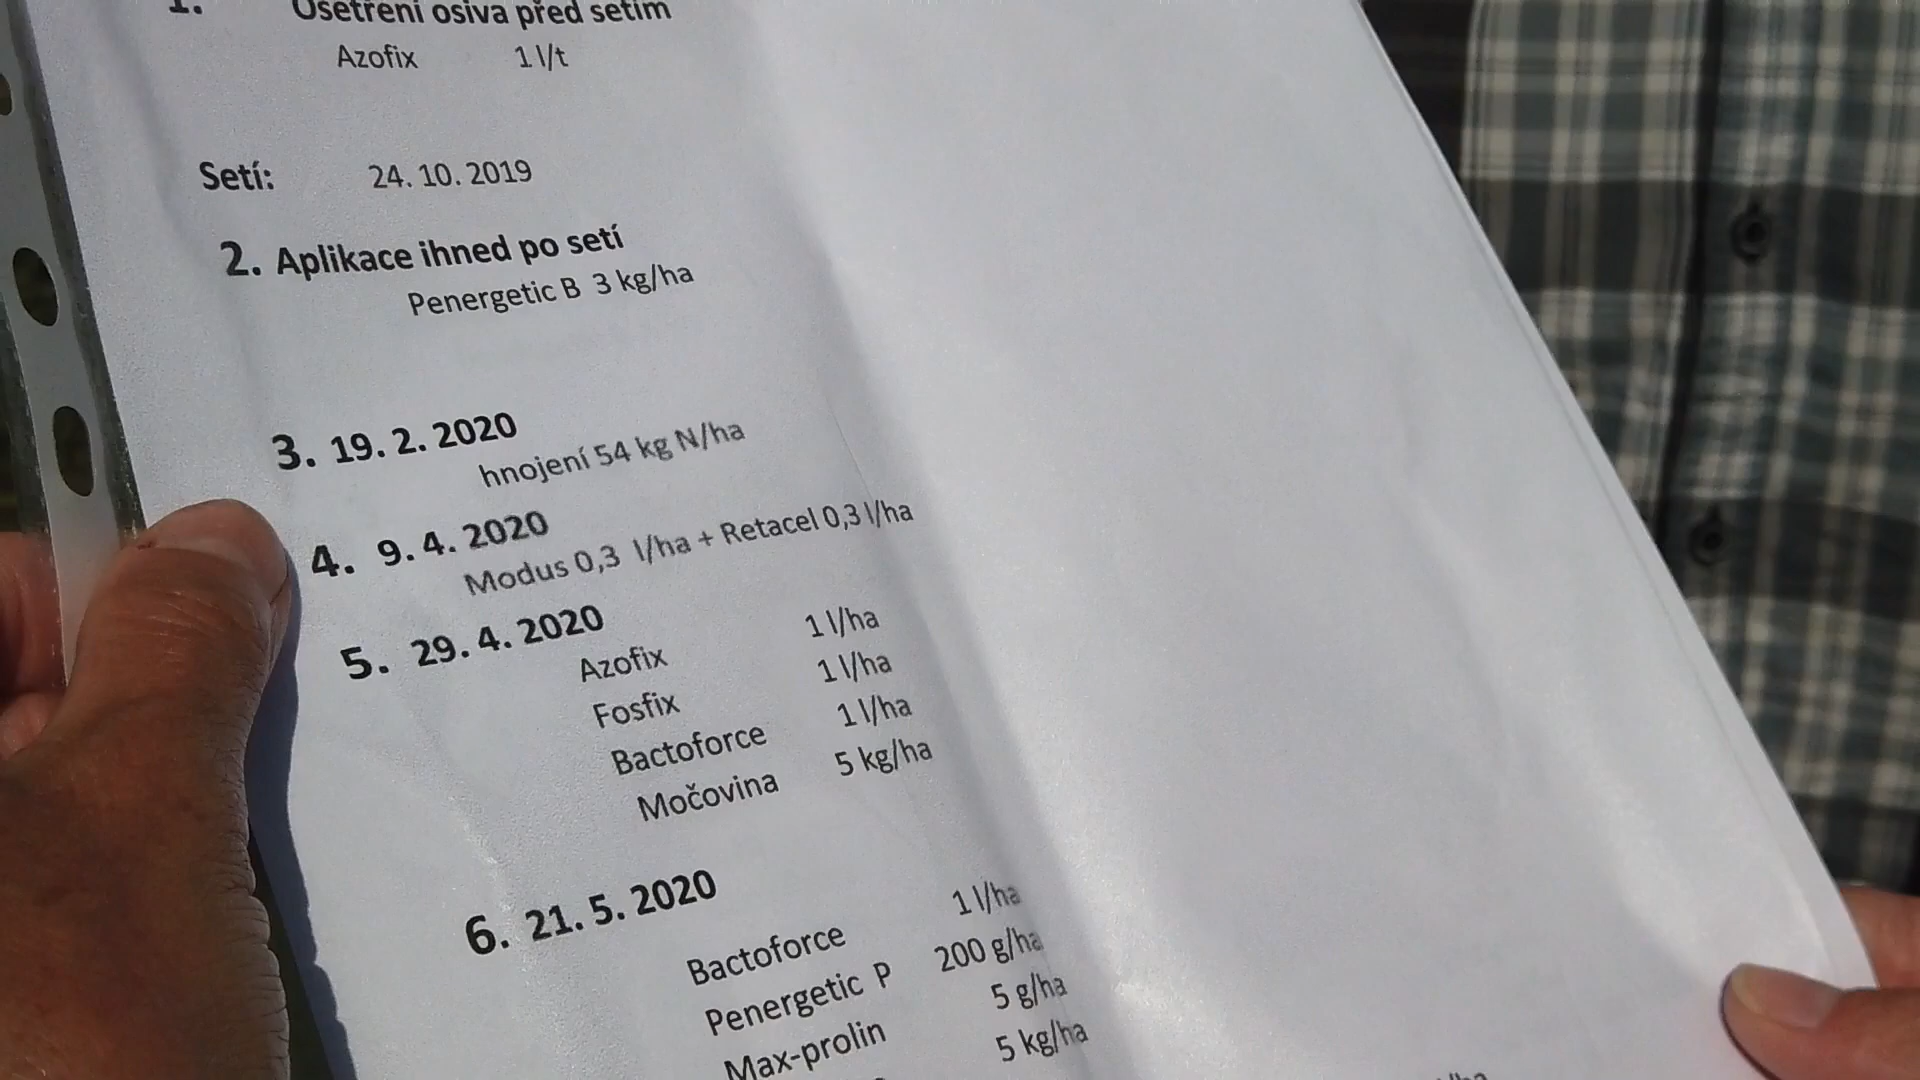 1. Ošetření osiva před setím
Azofix 1 l/t
Setí: 24. 10. 2019
2. Aplikace ihned po setí
Penergetic B 3 kg/ha
3. 19. 2. 2020
hnojení 54 kg N/ha
4. 9. 4. 2020
Modus 0,3 l/ha + Retacel 0,3 l/ha
5. 29. 4. 2020
Azofix 1 l/ha
Fosfix 1 l/ha
Bactoforce 1 l/ha
Močovina 5 kg/ha
6. 21. 5. 2020
Bactoforce 1 l/ha
Penergetic P 200 g/ha
Max-prolin 5 g/ha
5 kg/ha